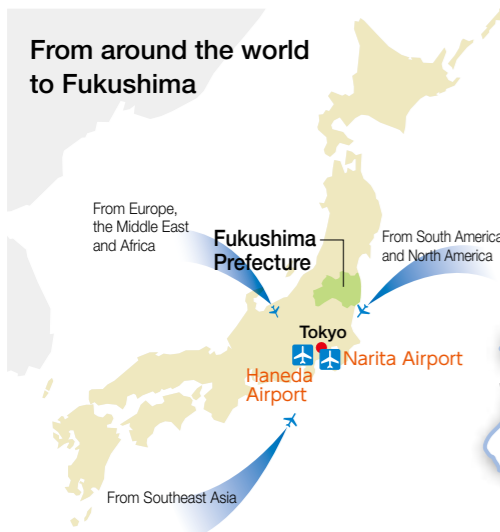 From around the world
to Fukushima
From Europe,
the Middle East
and Africa
Fukushima
Prefecture
From South America
and North America
Tokyo
Narita Airport
Haneda
Airport
From Southeast Asia